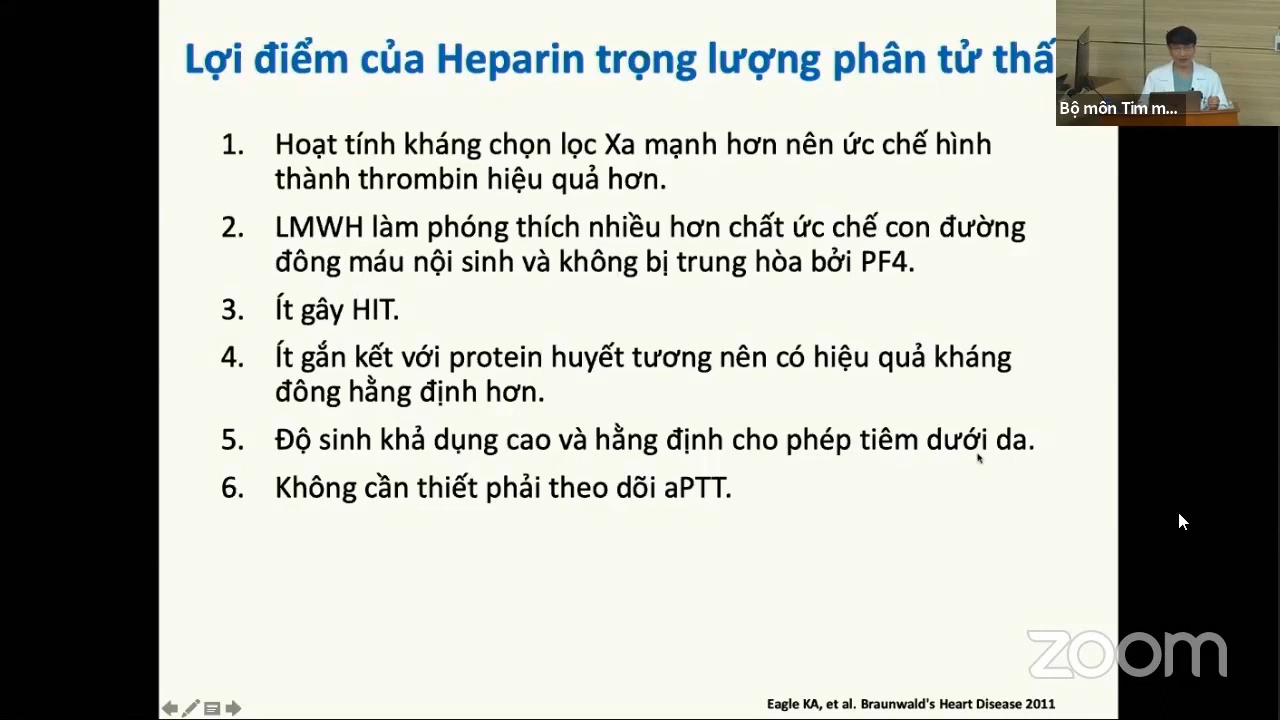 Lợi điểm của Heparin trọng lượng phân tử thấ
Bộ môn Tim m...
1. Hoạt tính kháng chọn lọc Xa mạnh hơn nên ức chế hình
thành thrombin hiệu quả hơn.
2. LMWH làm phóng thích nhiều hơn chất ức chế con đường
đông máu nội sinh và không bị trung hòa bởi PF4.
3. Ít gây HIT.
4. Ít gắn kết với protein huyết tương nên có hiệu quả kháng
đông hằng định hơn.
5. Độ sinh khả dụng cao và hằng định cho phép tiêm dưới da.
6. Không cần thiết phải theo dõi aPTT.
zoom
Eagle KA, et al. Braunwald's Heart Disease 2011